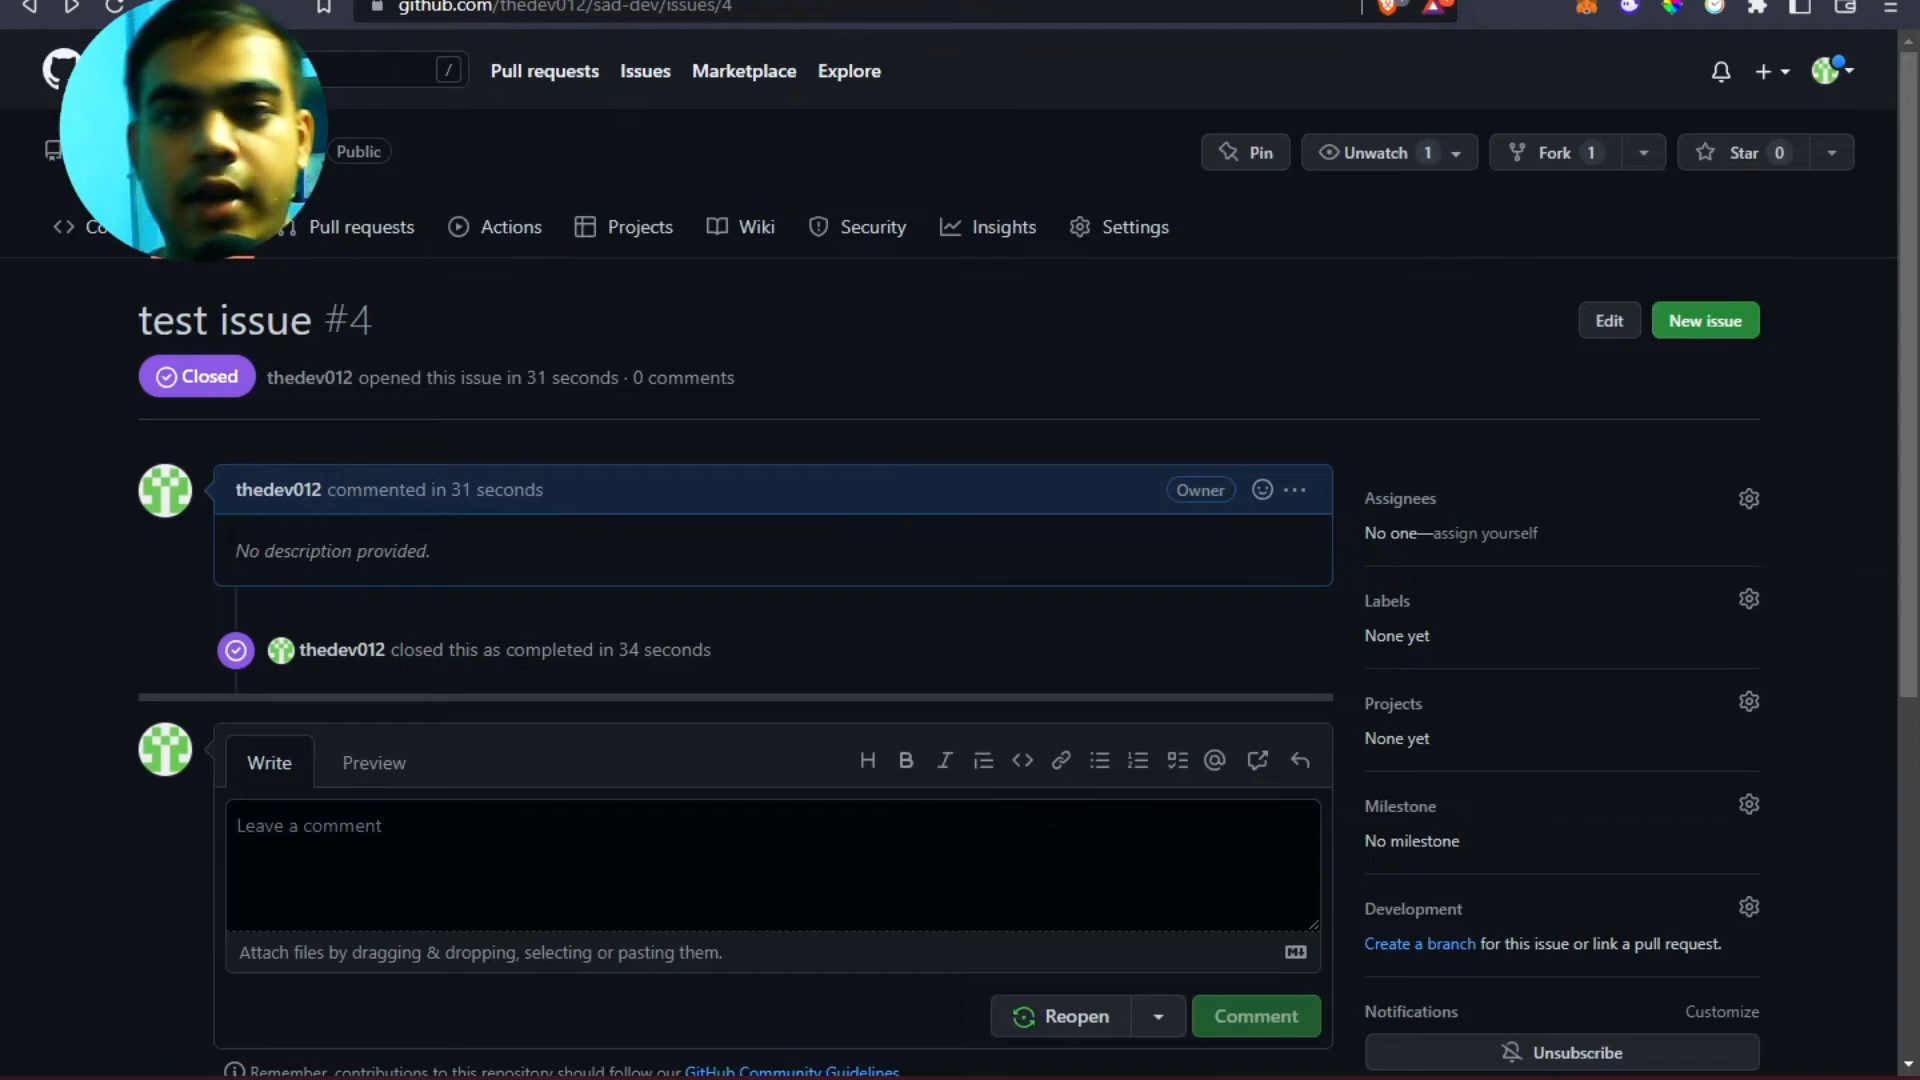 github.com/thedev012/sad-dev/issues/4
/ Pull requests Issues Marketplace Explore
Public Pin Unwatch 1 Fork 1 Star 0
Pull requests Actions Projects Wiki Security Insights Settings
test issue #4
Edit New issue
Closed thedev012 opened this issue in 31 seconds · 0 comments
thedev012 commented in 31 seconds Owner
No description provided.
thedev012 closed this as completed in 34 seconds
Assignees
No one—assign yourself
Labels
None yet
Projects
None yet
Milestone
No milestone
Development
Create a branch for this issue or link a pull request.
Notifications Customize
Unsubscribe
Write Preview
Leave a comment
Attach files by dragging & dropping, selecting or pasting them.
Reopen Comment
Remember, contributions to this repository should follow our GitHub Community Guidelines